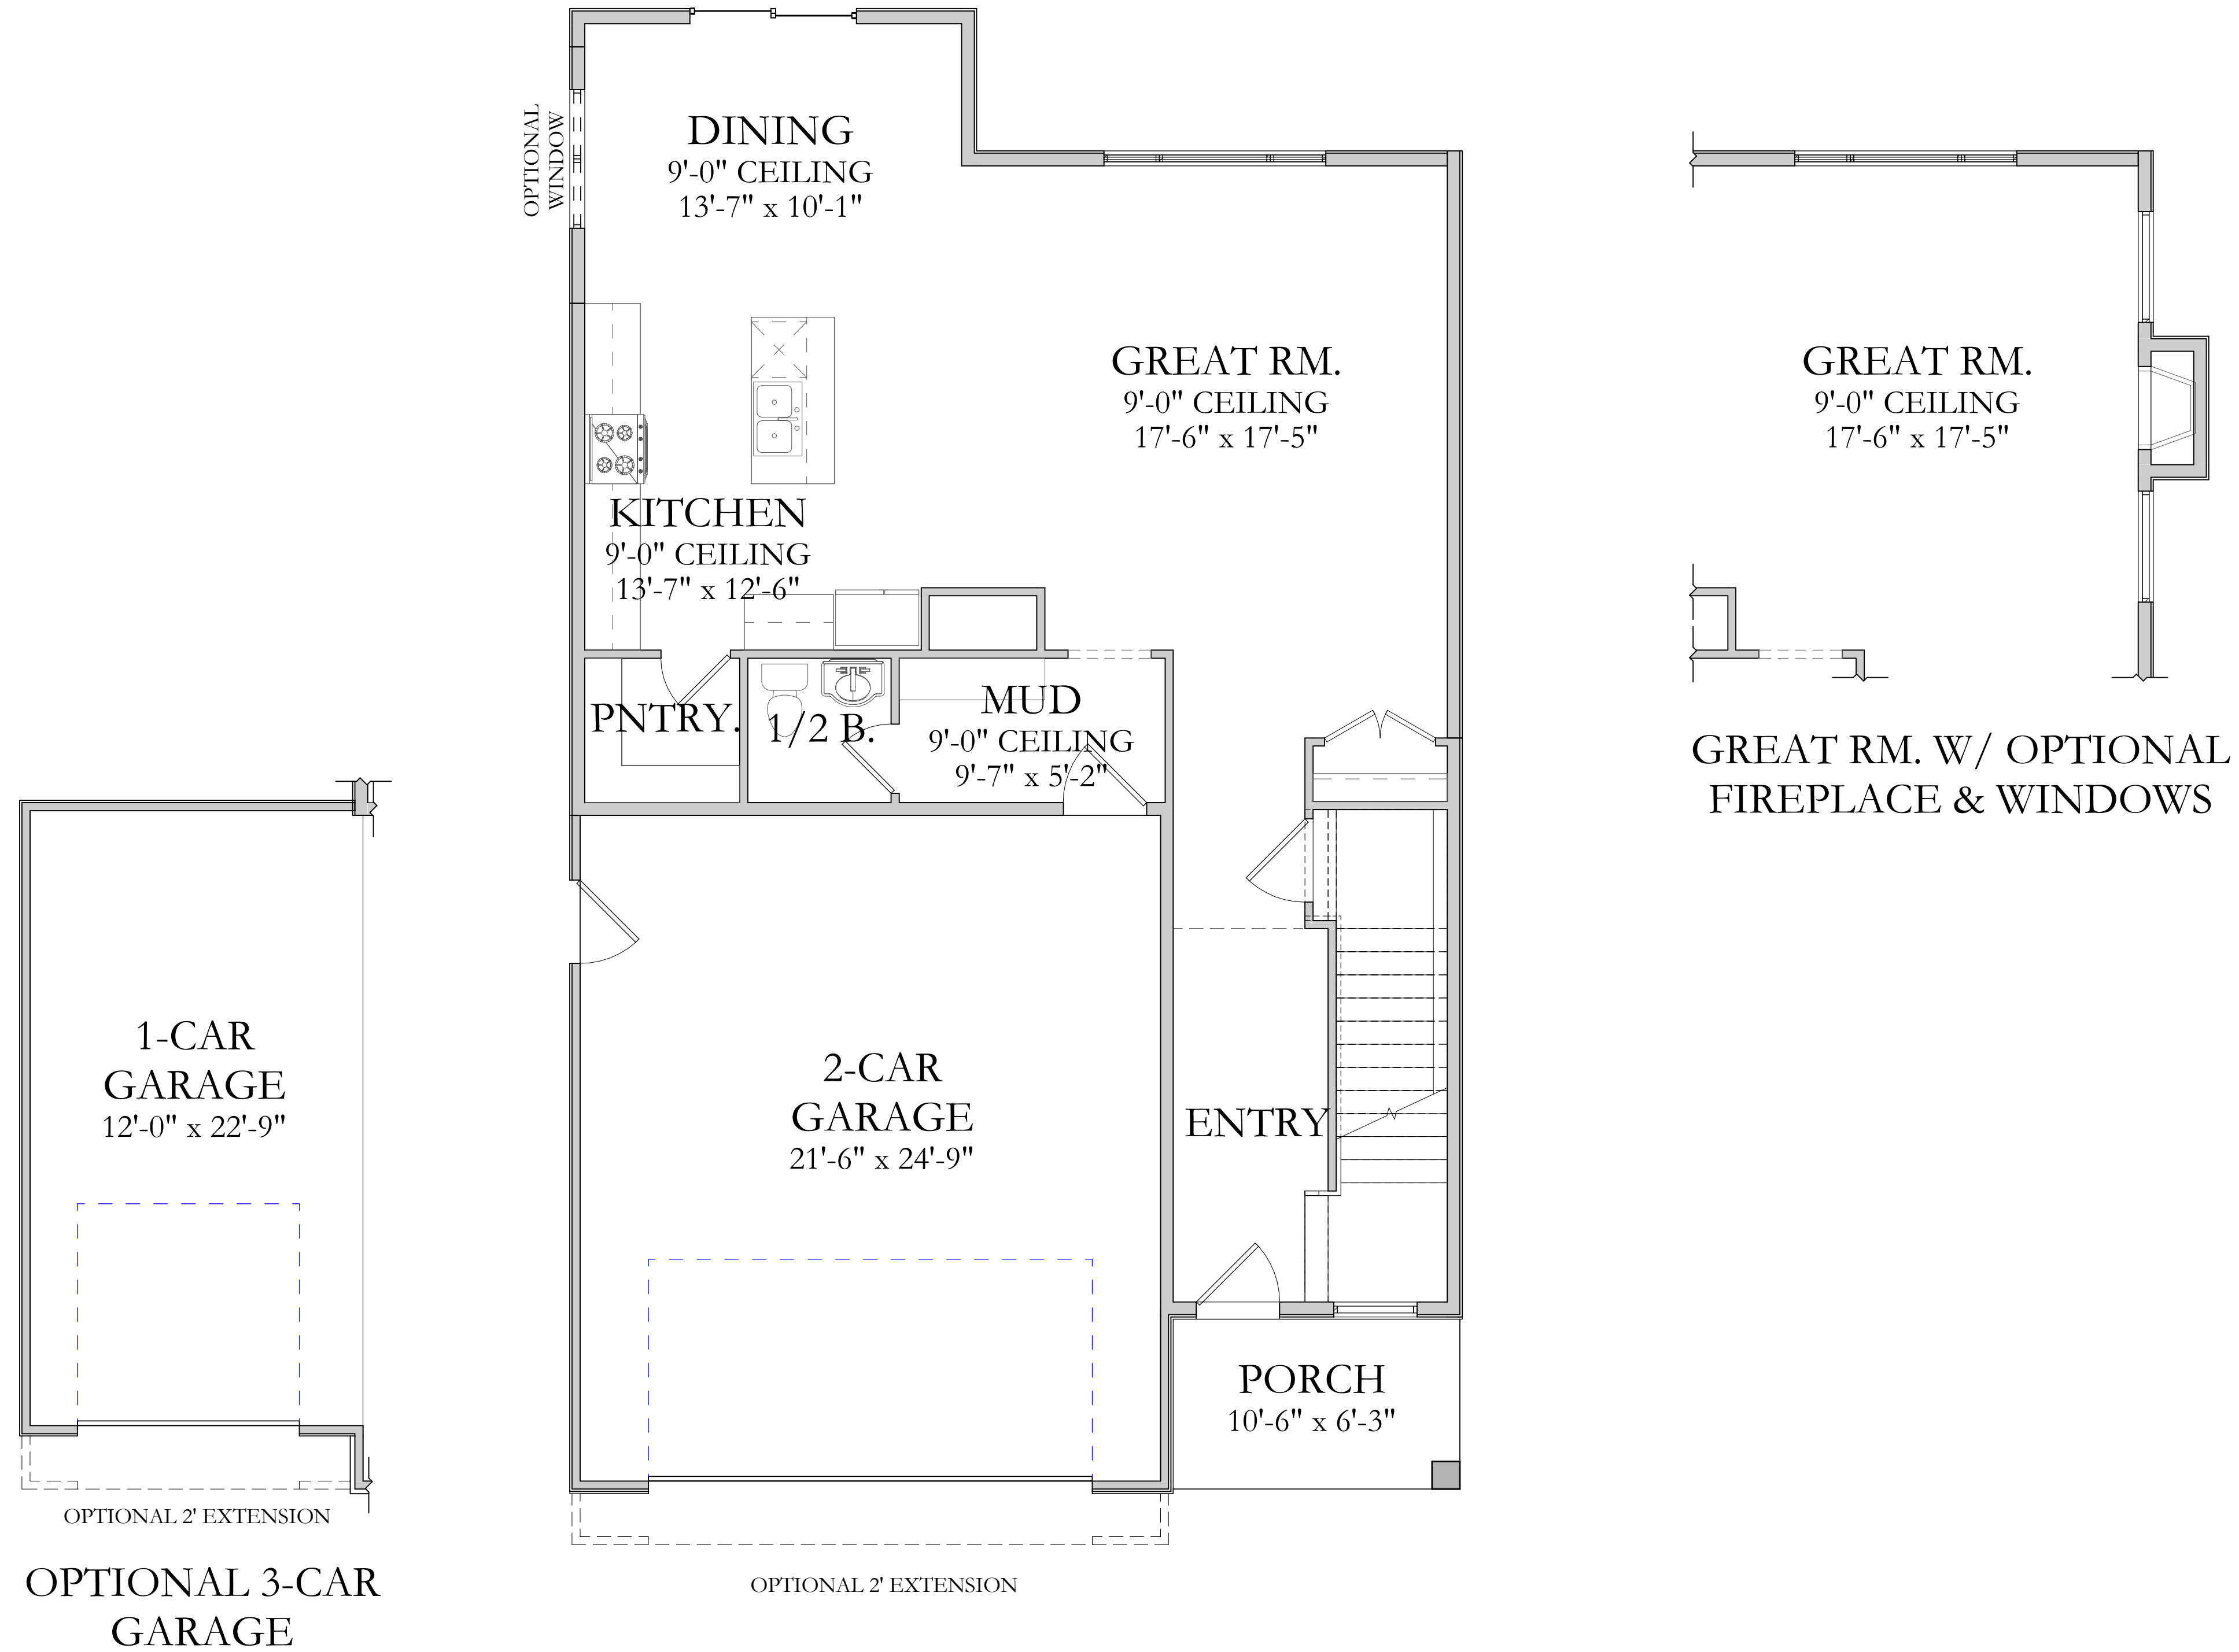 OPTIONAL
WINDOW
DINING
9'-0" CEILING
13'-7" x 10'-1"
GREAT RM.
9'-0" CEILING
17'-6" x 17'-5"
KITCHEN
9'-0" CEILING
13'-7" x 12'-6"
PNTRY.
1/2 B.
MUD
9'-0" CEILING
9'-7" x 5'-2"
2-CAR
GARAGE
21'-6" x 24'-9"
ENTRY
PORCH
10'-6" x 6'-3"
OPTIONAL 2' EXTENSION
1-CAR
GARAGE
12'-0" x 22'-9"
OPTIONAL 2' EXTENSION
OPTIONAL 3-CAR
GARAGE
GREAT RM.
9'-0" CEILING
17'-6" x 17'-5"
GREAT RM. W/ OPTIONAL
FIREPLACE & WINDOWS